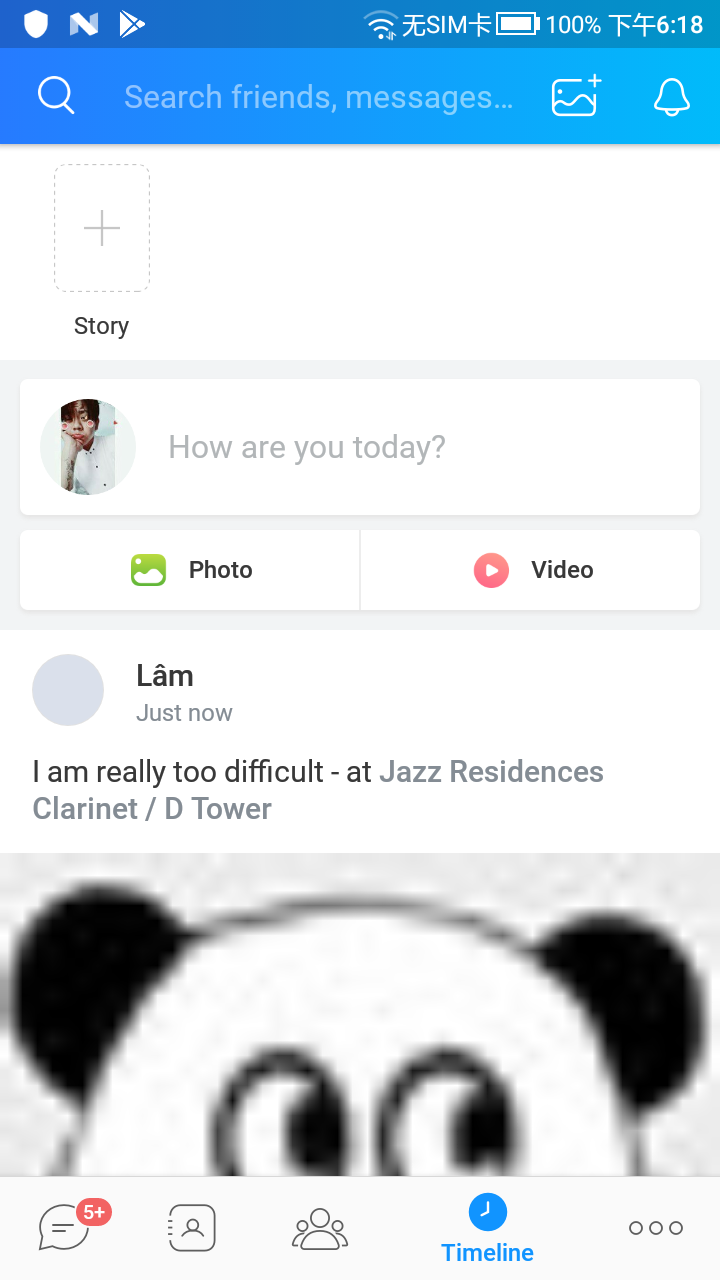 无SIM卡 100% 下午6:18
Search friends, messages...
Story
How are you today?
Photo
Video
Lâm
Just now
I am really too difficult - at Jazz Residences
Clarinet / D Tower
5+
Timeline